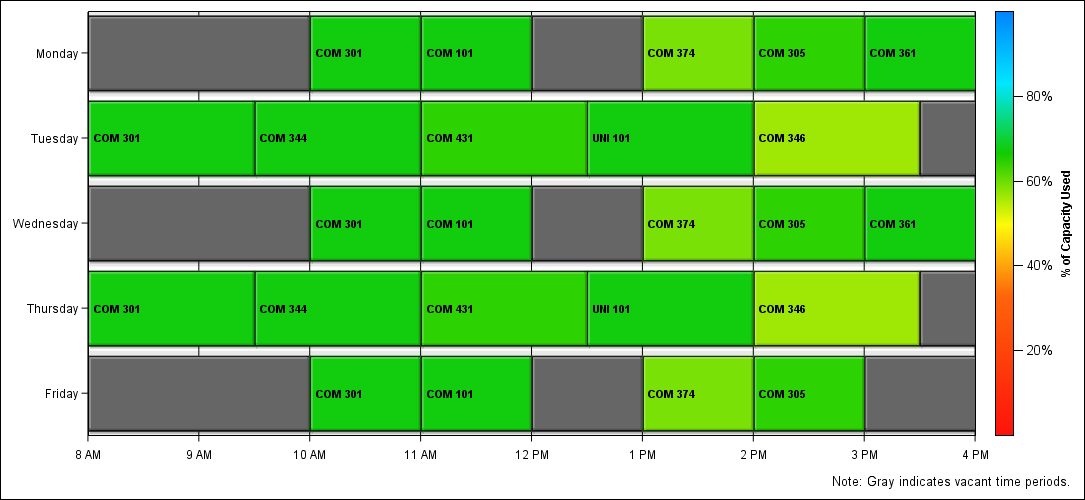 Monday
COM 301
COM 101
COM 374
COM 305
COM 361
Tuesday
COM 301
COM 344
COM 431
UNI 101
COM 346
Wednesday
COM 301
COM 101
COM 374
COM 305
COM 361
Thursday
COM 301
COM 344
COM 431
UNI 101
COM 346
Friday
COM 301
COM 101
COM 374
COM 305
8 AM
9 AM
10 AM
11 AM
12 PM
1 PM
2 PM
3 PM
4 PM
80%
60%
40%
20%
% of Capacity Used
Note: Gray indicates vacant time periods.